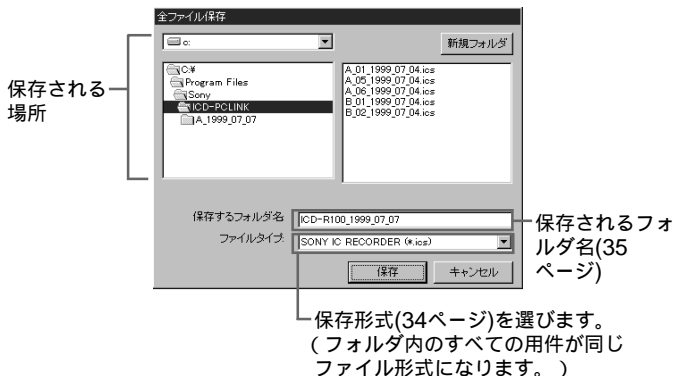 全ファイル保存
c:
新規フォルダ
C:¥
Program Files
Sony
ICD-PCLINK
A_1999_07_07
A_01_1999_07_04.ics
A_05_1999_07_04.ics
A_06_1999_07_04.ics
B_01_1999_07_04.ics
B_02_1999_07_04.ics
保存される
場所
保存するフォルダ名
ICD-R100_1999_07_07
ファイルタイプ:
SONY IC RECORDER (*.ics)
保存
キャンセル
保存されるフォ
ルダ名(35
ページ)
保存形式(34ページ)を選びます。
(フォルダ内のすべての用件が同じ
ファイル形式になります。)